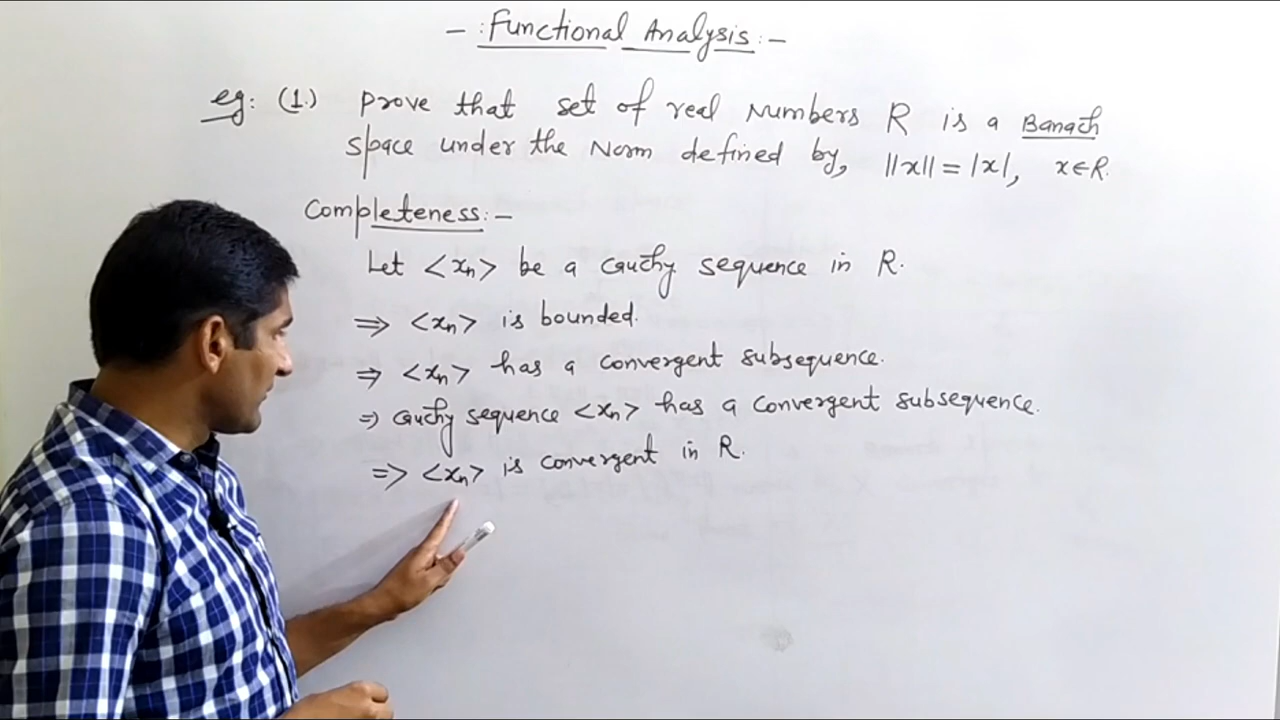 - :Functional Analysis:-
eg: (1.) Prove that set of real Numbers R is a Banach
space under the Norm defined by, ||x|| = |x|, x∈R.
Completeness:-
Let <xₙ> be a cauchy sequence in R.
⇒ <xₙ> is bounded.
⇒ <xₙ> has a convergent subsequence.
⇒ cauchy sequence <xₙ> has a convergent subsequence.
⇒ <xₙ> is convergent in R.